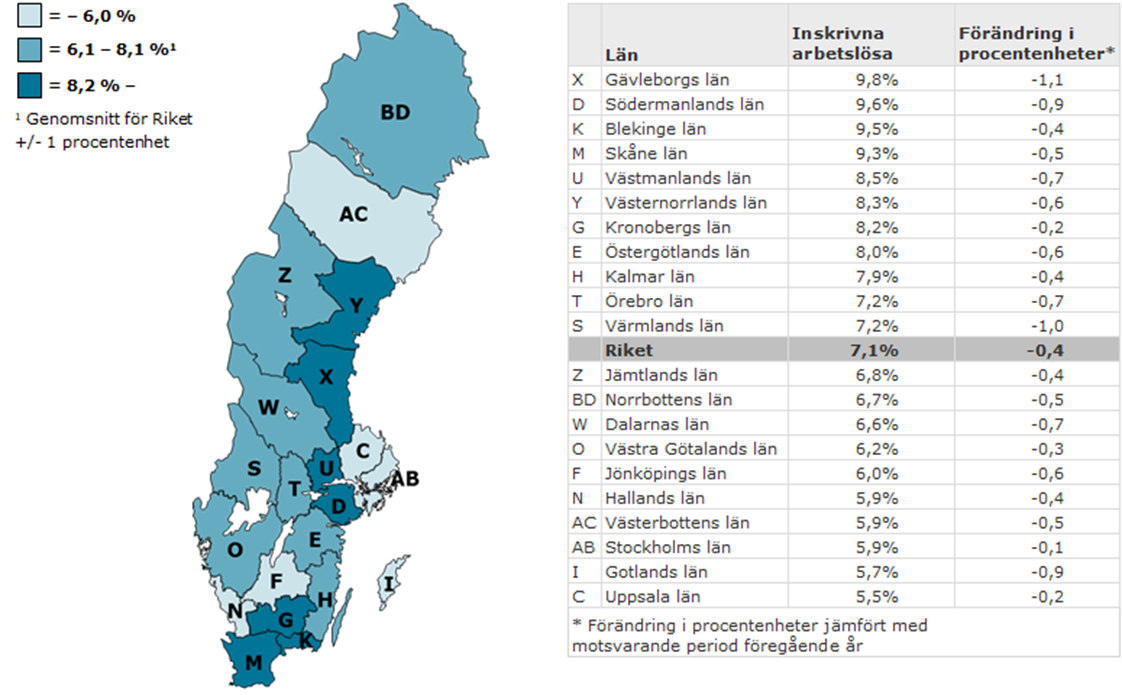 = – 6,0 %
= 6,1 – 8,1 %¹
= 8,2 % –
¹ Genomsnitt för Riket
+/- 1 procentenhet
BD
AC
Z
Y
X
W
C
S
U
AB
T
D
O
E
F
I
N
H
G
K
M
Län Inskrivna arbetslösa Förändring i procentenheter*
X Gävleborgs län 9,8% -1,1
D Södermanlands län 9,6% -0,9
K Blekinge län 9,5% -0,4
M Skåne län 9,3% -0,5
U Västmanlands län 8,5% -0,7
Y Västernorrlands län 8,3% -0,6
G Kronobergs län 8,2% -0,2
E Östergötlands län 8,0% -0,6
H Kalmar län 7,9% -0,4
T Örebro län 7,2% -0,7
S Värmlands län 7,2% -1,0
Riket 7,1% -0,4
Z Jämtlands län 6,8% -0,4
BD Norrbottens län 6,7% -0,5
W Dalarnas län 6,6% -0,7
O Västra Götalands län 6,2% -0,3
F Jönköpings län 6,0% -0,6
N Hallands län 5,9% -0,4
AC Västerbottens län 5,9% -0,5
AB Stockholms län 5,9% -0,1
I Gotlands län 5,7% -0,9
C Uppsala län 5,5% -0,2
* Förändring i procentenheter jämfört med
motsvarande period föregående år